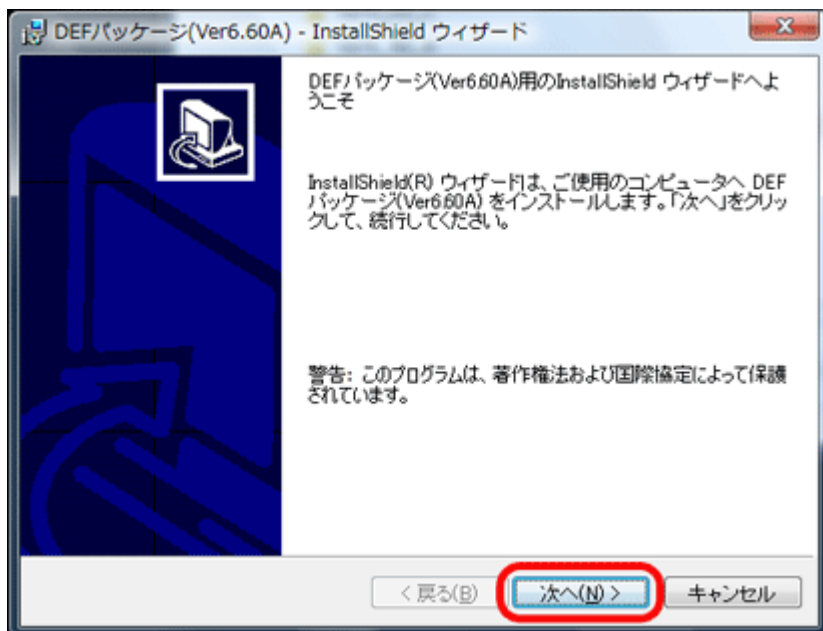 DEFパッケージ(Ver6.60A) - InstallShield ウィザード
DEFパッケージ(Ver6.60A)用のInstallShield ウィザードへよ
うこそ
InstallShield(R) ウィザードは、ご使用のコンピュータへ DEF
パッケージ(Ver6.60A) をインストールします。「次へ」をクリッ
クして、続行してください。
警告: このプログラムは、著作権法および国際協定によって保護
されています。
< 戻る(B)
次へ(N) >
キャンセル